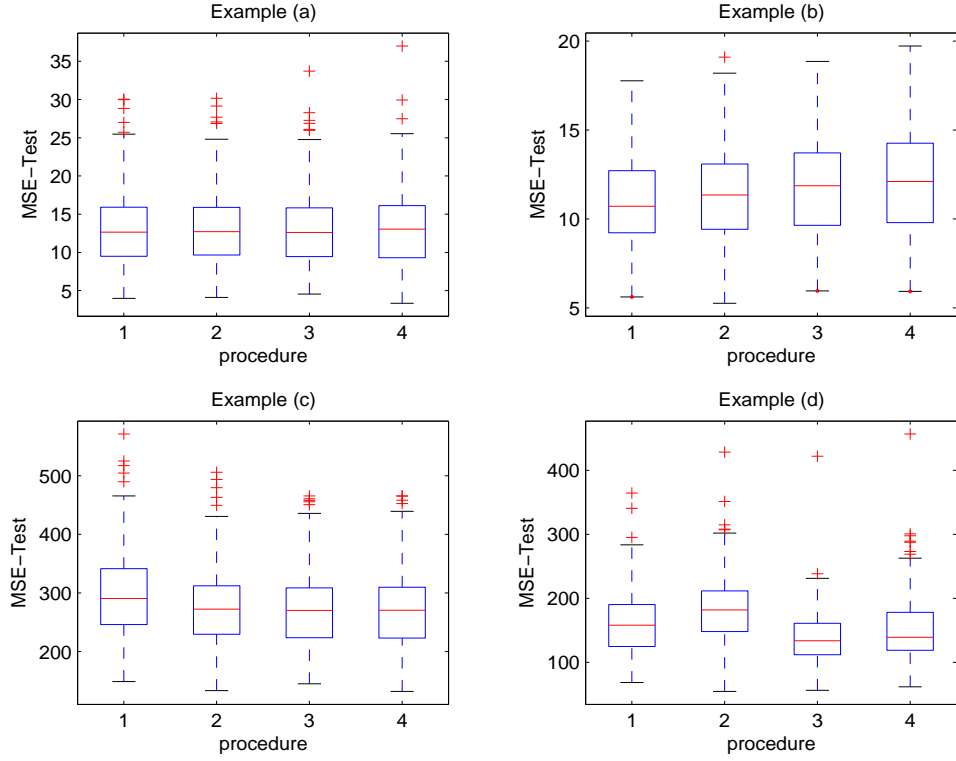 Example (a)
MSE-Test
35
30
25
20
15
10
5
1 2 3 4
procedure
Example (b)
MSE-Test
20
15
10
5
1 2 3 4
procedure
Example (c)
MSE-Test
500
400
300
200
1 2 3 4
procedure
Example (d)
MSE-Test
400
300
200
100
1 2 3 4
procedure